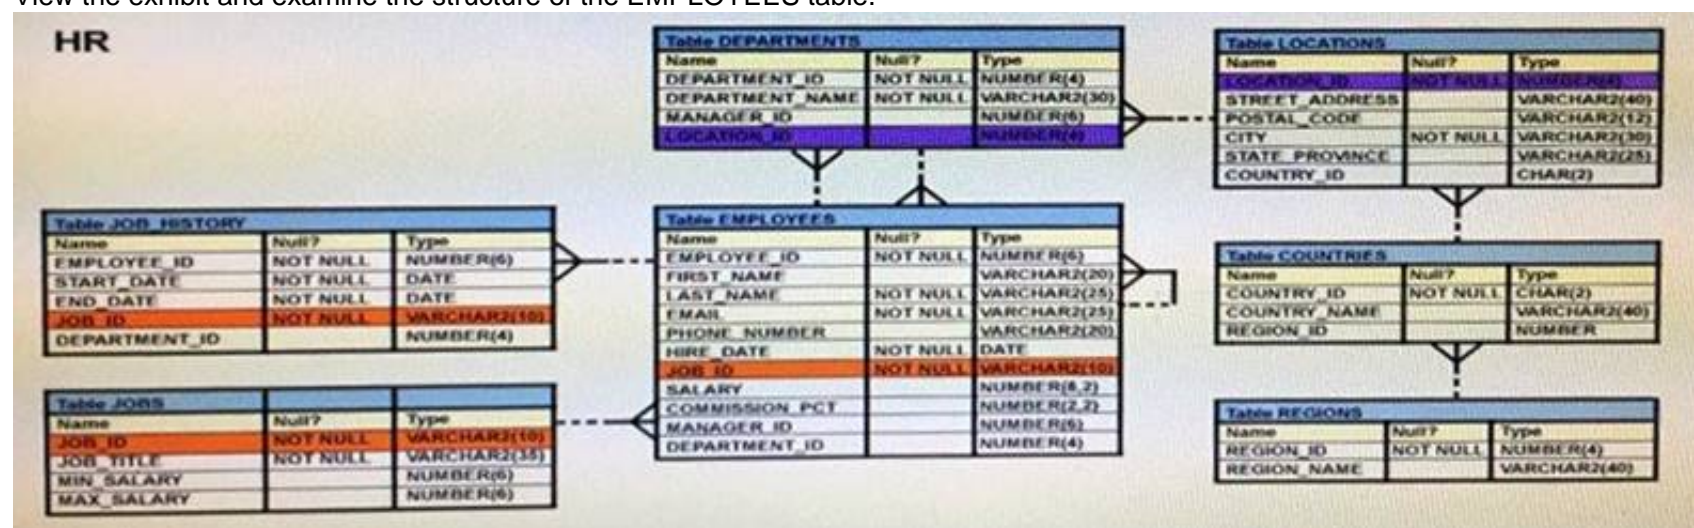 View the exhibit and examine the structure of the EMPLOYEES table.
HR
Table DEPARTMENTS
Name Null? Type
DEPARTMENT_ID NOT NULL NUMBER(4)
DEPARTMENT_NAME NOT NULL VARCHAR2(30)
MANAGER_ID NUMBER(6)
LOCATION_ID NUMBER(4)
Table LOCATIONS
Name Null? Type
LOCATION_ID NOT NULL NUMBER(4)
STREET_ADDRESS VARCHAR2(40)
POSTAL_CODE VARCHAR2(12)
CITY NOT NULL VARCHAR2(30)
STATE_PROVINCE VARCHAR2(25)
COUNTRY_ID CHAR(2)
Table JOB_HISTORY
Name Null? Type
EMPLOYEE_ID NOT NULL NUMBER(6)
START_DATE NOT NULL DATE
END_DATE NOT NULL DATE
JOB_ID NOT NULL VARCHAR2(10)
DEPARTMENT_ID NUMBER(4)
Table EMPLOYEES
Name Null? Type
EMPLOYEE_ID NOT NULL NUMBER(6)
FIRST_NAME VARCHAR2(20)
LAST_NAME NOT NULL VARCHAR2(25)
EMAIL NOT NULL VARCHAR2(25)
PHONE_NUMBER VARCHAR2(20)
HIRE_DATE NOT NULL DATE
JOB_ID NOT NULL VARCHAR2(10)
SALARY NUMBER(8,2)
COMMISSION_PCT NUMBER(2,2)
MANAGER_ID NUMBER(6)
DEPARTMENT_ID NUMBER(4)
Table COUNTRIES
Name Null? Type
COUNTRY_ID NOT NULL CHAR(2)
COUNTRY_NAME VARCHAR2(40)
REGION_ID NUMBER
Table JOBS
Name Null? Type
JOB_ID NOT NULL VARCHAR2(10)
JOB_TITLE NOT NULL VARCHAR2(35)
MIN_SALARY NUMBER(6)
MAX_SALARY NUMBER(6)
Table REGIONS
Name Null? Type
REGION_ID NOT NULL NUMBER(4)
REGION_NAME VARCHAR2(40)